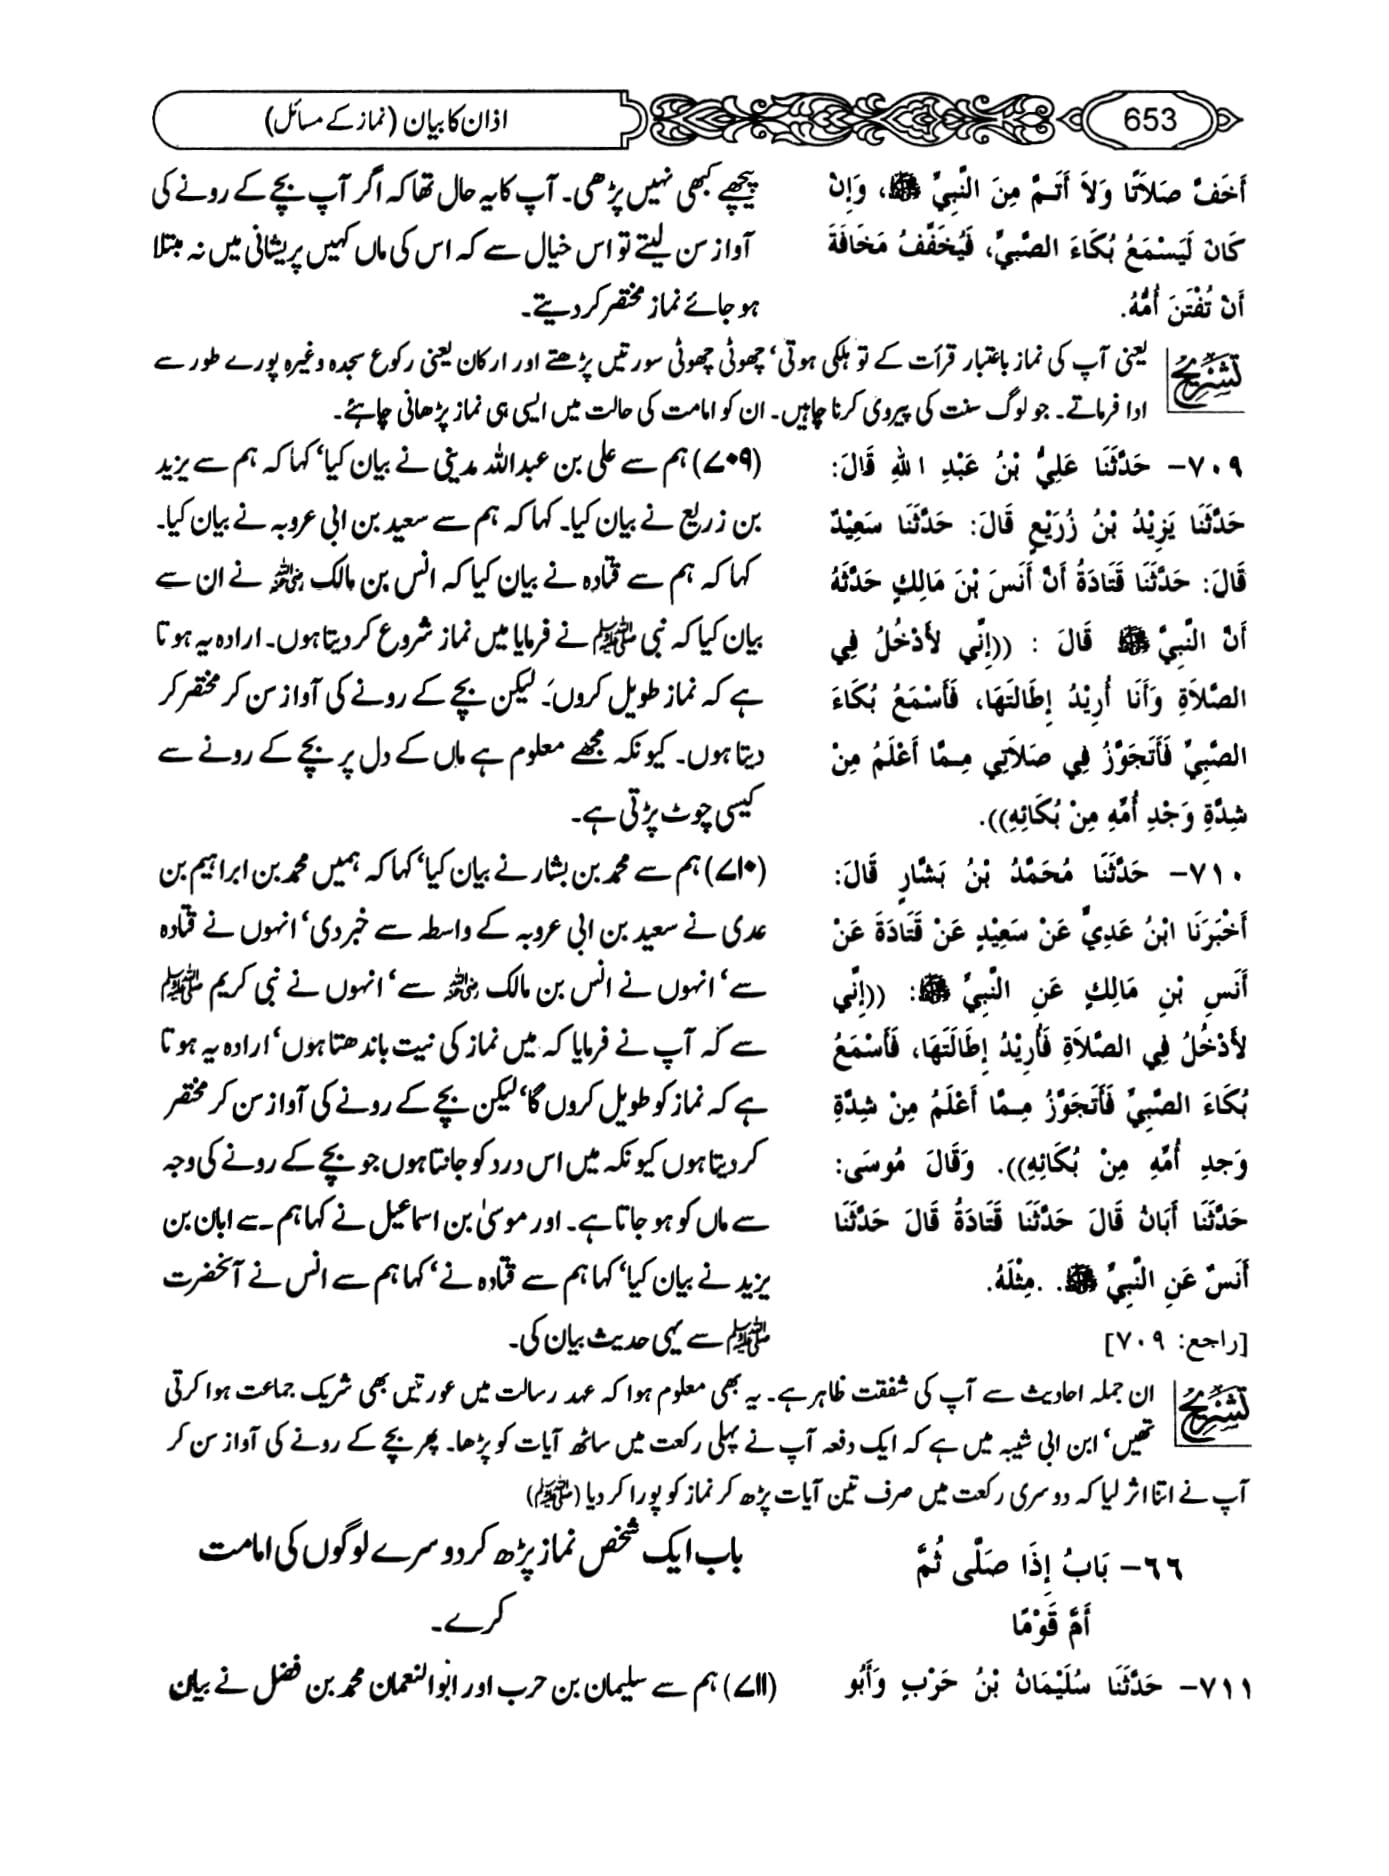 653
اذان کا بیان (نماز کے مسائل)
أَخَفَّ صَلاَتًا وَلاَ أَتَمَّ مِنَ النَّبِيِّ ﷺ، وَإِنْ
كَانَ لَيَسْمَعُ بُكَاءَ الصَّبِيِّ، فَيُخَفِّفُ مَخَافَةَ
أَنْ تُفْتَنَ أُمُّهُ.
پیچھے کبھی نہیں پڑھی۔ آپ کا یہ حال تھا کہ اگر آپ بچے کے رونے کی
آواز سن لیتے تو اس خیال سے کہ اس کی ماں کہیں پریشانی میں نہ مبتلا
ہو جائے نماز مختصر کر دیتے۔
تشریح
یعنی آپ کی نماز باعتبار قرأت کے تو ہلکی ہوتی‘ چھوٹی چھوٹی سورتیں پڑھتے اور ارکان یعنی رکوع سجدہ وغیرہ پورے طور سے
ادا فرماتے۔ جو لوگ سنت کی پیروی کرنا چاہیں۔ ان کو امامت کی حالت میں ایسی ہی نماز پڑھانی چاہئے۔
٧٠٩- حَدَّثَنَا عَلِيُّ بْنُ عَبْدِ اللهِ قَالَ:
حَدَّثَنَا يَزِيْدُ بْنُ زُرَيْعٍ قَالَ: حَدَّثَنَا سَعِيْدٌ
قَالَ: حَدَّثَنَا قَتَادَةُ أَنَّ أَنَسَ بْنَ مَالِكٍ حَدَّثَهُ
أَنَّ النَّبِيَّ ﷺ قَالَ : ((إِنِّي لأَدْخُلُ فِي
الصَّلاَةِ وَأَنَا أُرِيْدُ إِطَالَتَهَا، فَأَسْمَعُ بُكَاءَ
الصَّبِيِّ فَأَتَجَوَّزُ فِي صَلاَتِي مِمَّا أَعْلَمُ مِنْ
شِدَّةِ وَجْدِ أُمِّهِ مِنْ بُكَائِهِ)).
(۷۰۹) ہم سے علی بن عبداللہ مدینی نے بیان کیا‘ کہا کہ ہم سے یزید
بن زریع نے بیان کیا۔ کہا کہ ہم سے سعید بن ابی عروبہ نے بیان کیا۔
کہا کہ ہم سے قتادہ نے بیان کیا کہ انس بن مالک رضی اللہ عنہ نے ان سے
بیان کیا کہ نبی ﷺ نے فرمایا میں نماز شروع کر دیتا ہوں۔ ارادہ یہ ہوتا
ہے کہ نماز طویل کروں۔ لیکن بچے کے رونے کی آواز سن کر مختصر کر
دیتا ہوں۔ کیونکہ مجھے معلوم ہے ماں کے دل پر بچے کے رونے سے
کیسی چوٹ پڑتی ہے۔
٧١٠- حَدَّثَنَا مُحَمَّدُ بْنُ بَشَّارٍ قَالَ:
أَخْبَرَنَا ابْنُ عَدِيٍّ عَنْ سَعِيْدٍ عَنْ قَتَادَةَ عَنْ
أَنَسِ بْنِ مَالِكٍ عَنِ النَّبِيِّ ﷺ: ((إِنِّي
لأَدْخُلُ فِي الصَّلاَةِ فَأُرِيْدُ إِطَالَتَهَا، فَأَسْمَعُ
بُكَاءَ الصَّبِيِّ فَأَتَجَوَّزُ مِمَّا أَعْلَمُ مِنْ شِدَّةِ
وَجدِ أُمِّهِ مِنْ بُكَائِهِ)). وَقَالَ مُوسَى:
حَدَّثَنَا أَبَانُ قَالَ حَدَّثَنَا قَتَادَةُ قَالَ حَدَّثَنَا
أَنَسٌ عَنِ النَّبِيِّ ﷺ. .مِثْلَهُ.
[راجع: ٧٠٩]
(۷۱۰) ہم سے محمد بن بشار نے بیان کیا‘ کہا کہ ہمیں محمد بن ابراہیم بن
عدی نے سعید بن ابی عروبہ کے واسطہ سے خبر دی‘ انہوں نے قتادہ
سے‘ انہوں نے انس بن مالک رضی اللہ عنہ سے‘ انہوں نے نبی کریم ﷺ
سے کہ آپ نے فرمایا کہ میں نماز کی نیت باندھتا ہوں‘ ارادہ یہ ہوتا
ہے کہ نماز کو طویل کروں گا‘ لیکن بچے کے رونے کی آواز سن کر مختصر
کر دیتا ہوں کیونکہ میں اس درد کو جانتا ہوں جو بچے کے رونے کی وجہ
سے ماں کو ہو جاتا ہے۔ اور موسیٰ بن اسماعیل نے کہا ہم سے ابان بن
یزید نے بیان کیا‘ کہا ہم سے قتادہ نے‘ کہا ہم سے انس نے آنحضرت
ﷺ سے یہی حدیث بیان کی۔
تشریح
ان جملہ احادیث سے آپ کی شفقت ظاہر ہے۔ یہ بھی معلوم ہوا کہ عہد رسالت میں عورتیں بھی شریک جماعت ہوا کرتی
تھیں‘ ابن ابی شیبہ میں ہے کہ ایک دفعہ آپ نے پہلی رکعت میں ساٹھ آیات کو پڑھا۔ پھر بچے کے رونے کی آواز سن کر
آپ نے اتنا اثر لیا کہ دوسری رکعت میں صرف تین آیات پڑھ کر نماز کو پورا کر دیا (ﷺ)
٦٦- بَابُ إِذَا صَلَّى ثُمَّ
أَمَّ قَوْمًا
باب ایک شخص نماز پڑھ کر دوسرے لوگوں کی امامت
کرے۔
٧١١- حَدَّثَنَا سُلَيْمَانُ بْنُ حَرْبٍ وَأَبُو
(۷۱۱) ہم سے سلیمان بن حرب اور ابوالنعمان محمد بن فضل نے بیان